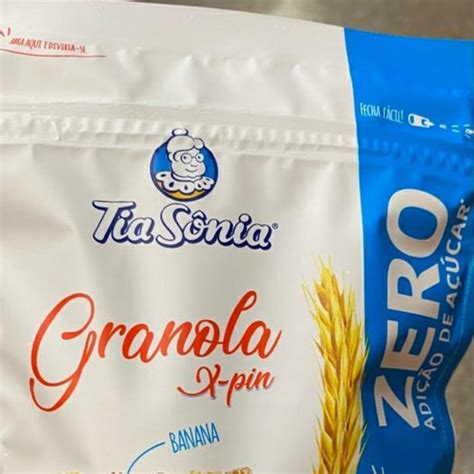 ABRA AQUI E DIVIRTA-SE
FECHA FÁCIL!
Tia Sônia®
ZERO
ADIÇÃO DE AÇÚCAR*
Granola
X-pin
BANANA